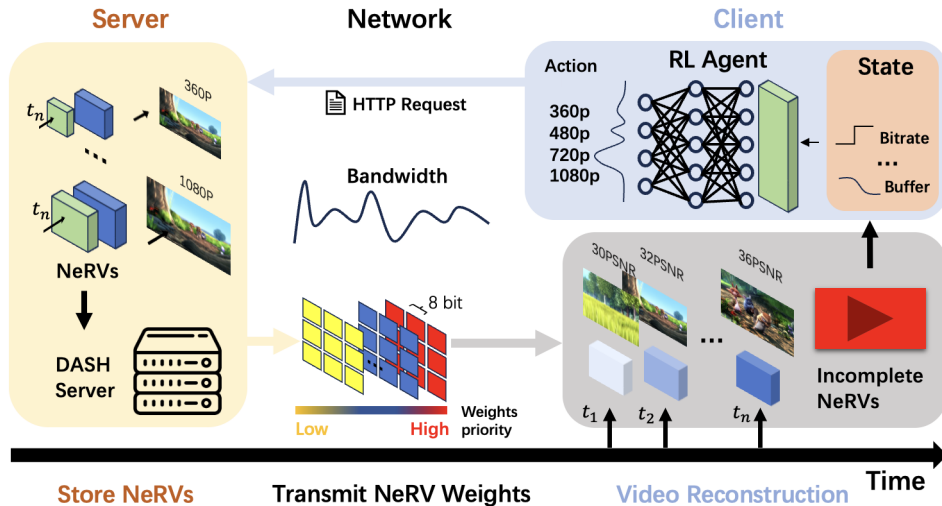 Server
Network
Client
360P
t_n
...
1080P
t_n
NeRVs
DASH
Server
HTTP Request
Bandwidth
8 bit
...
Low
High
Weights
priority
Action
RL Agent
State
360p
480p
720p
1080p
Bitrate
...
Buffer
30PSNR
32PSNR
36PSNR
...
t_1
t_2
t_n
Incomplete
NeRVs
Time
Store NeRVs
Transmit NeRV Weights
Video Reconstruction